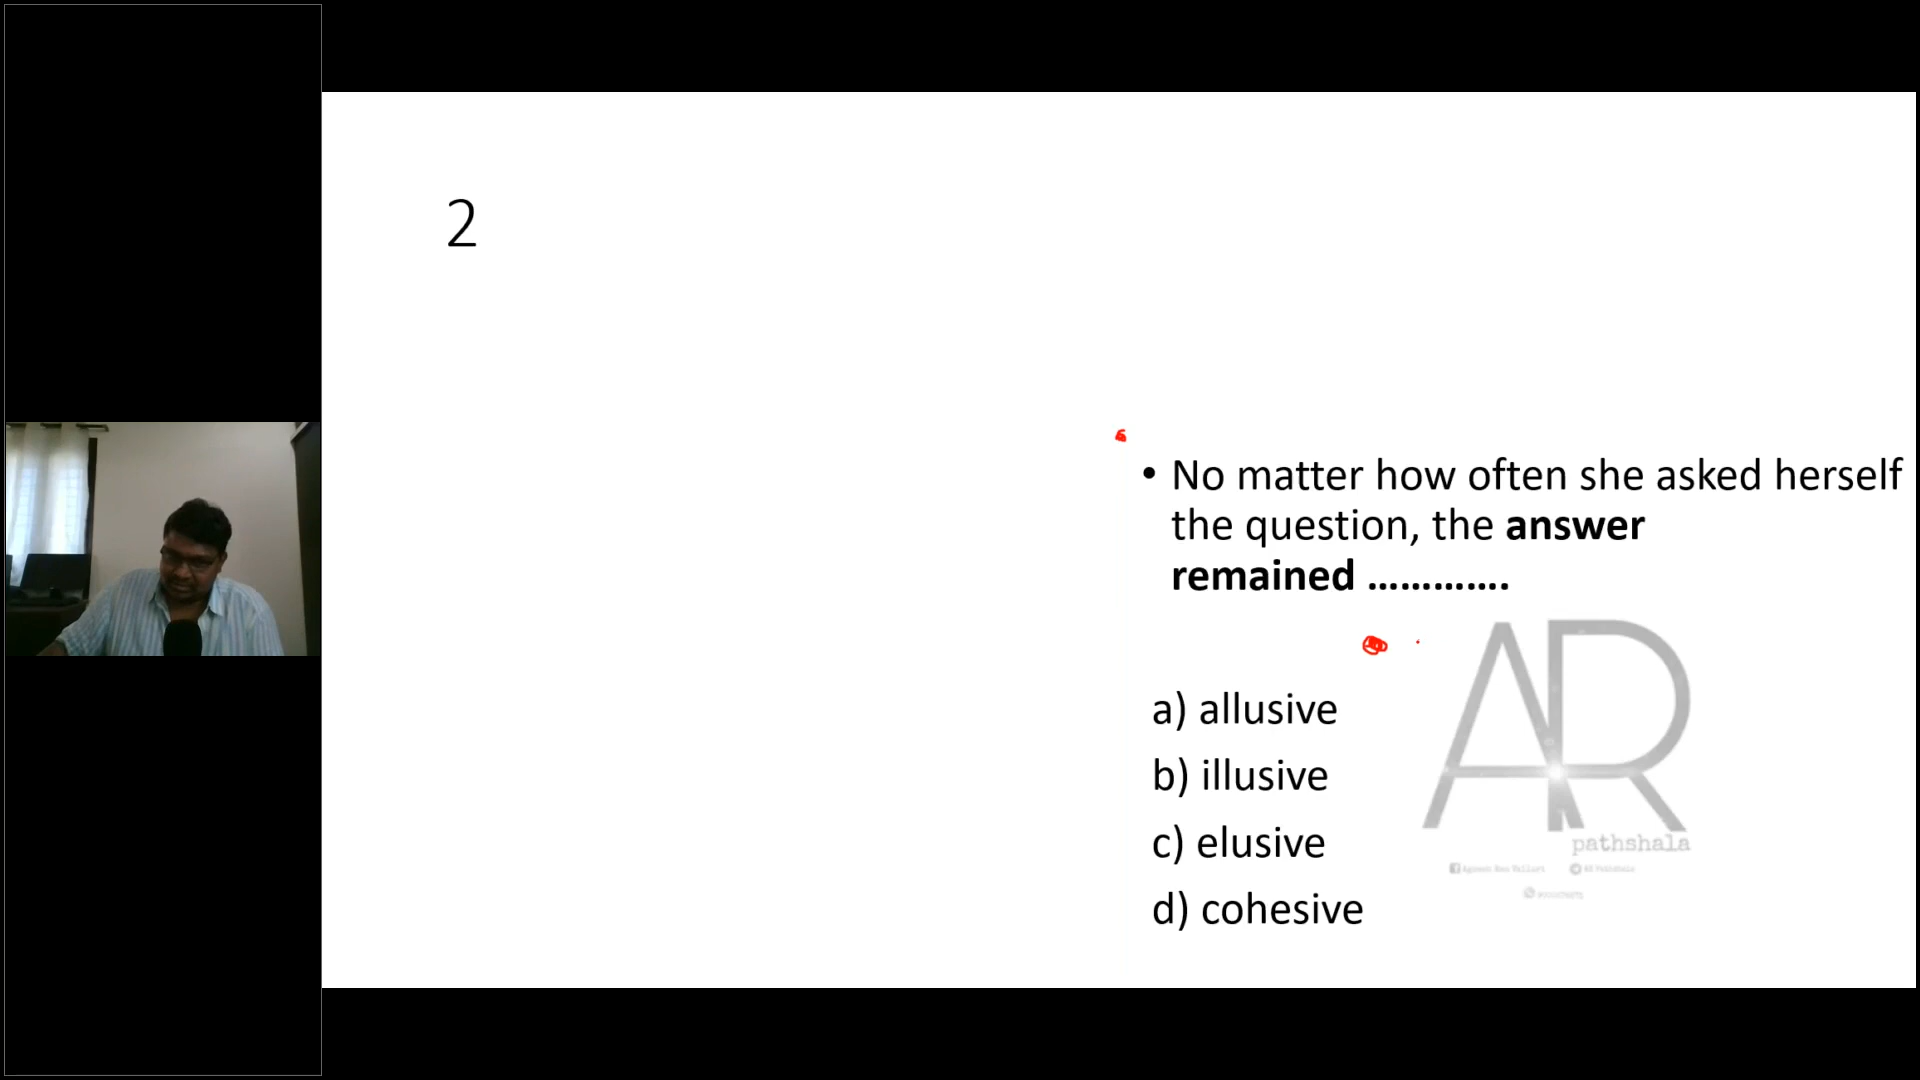 2
• No matter how often she asked herself
the question, the answer
remained .............
a) allusive
b) illusive
c) elusive
d) cohesive
AR
pathshala